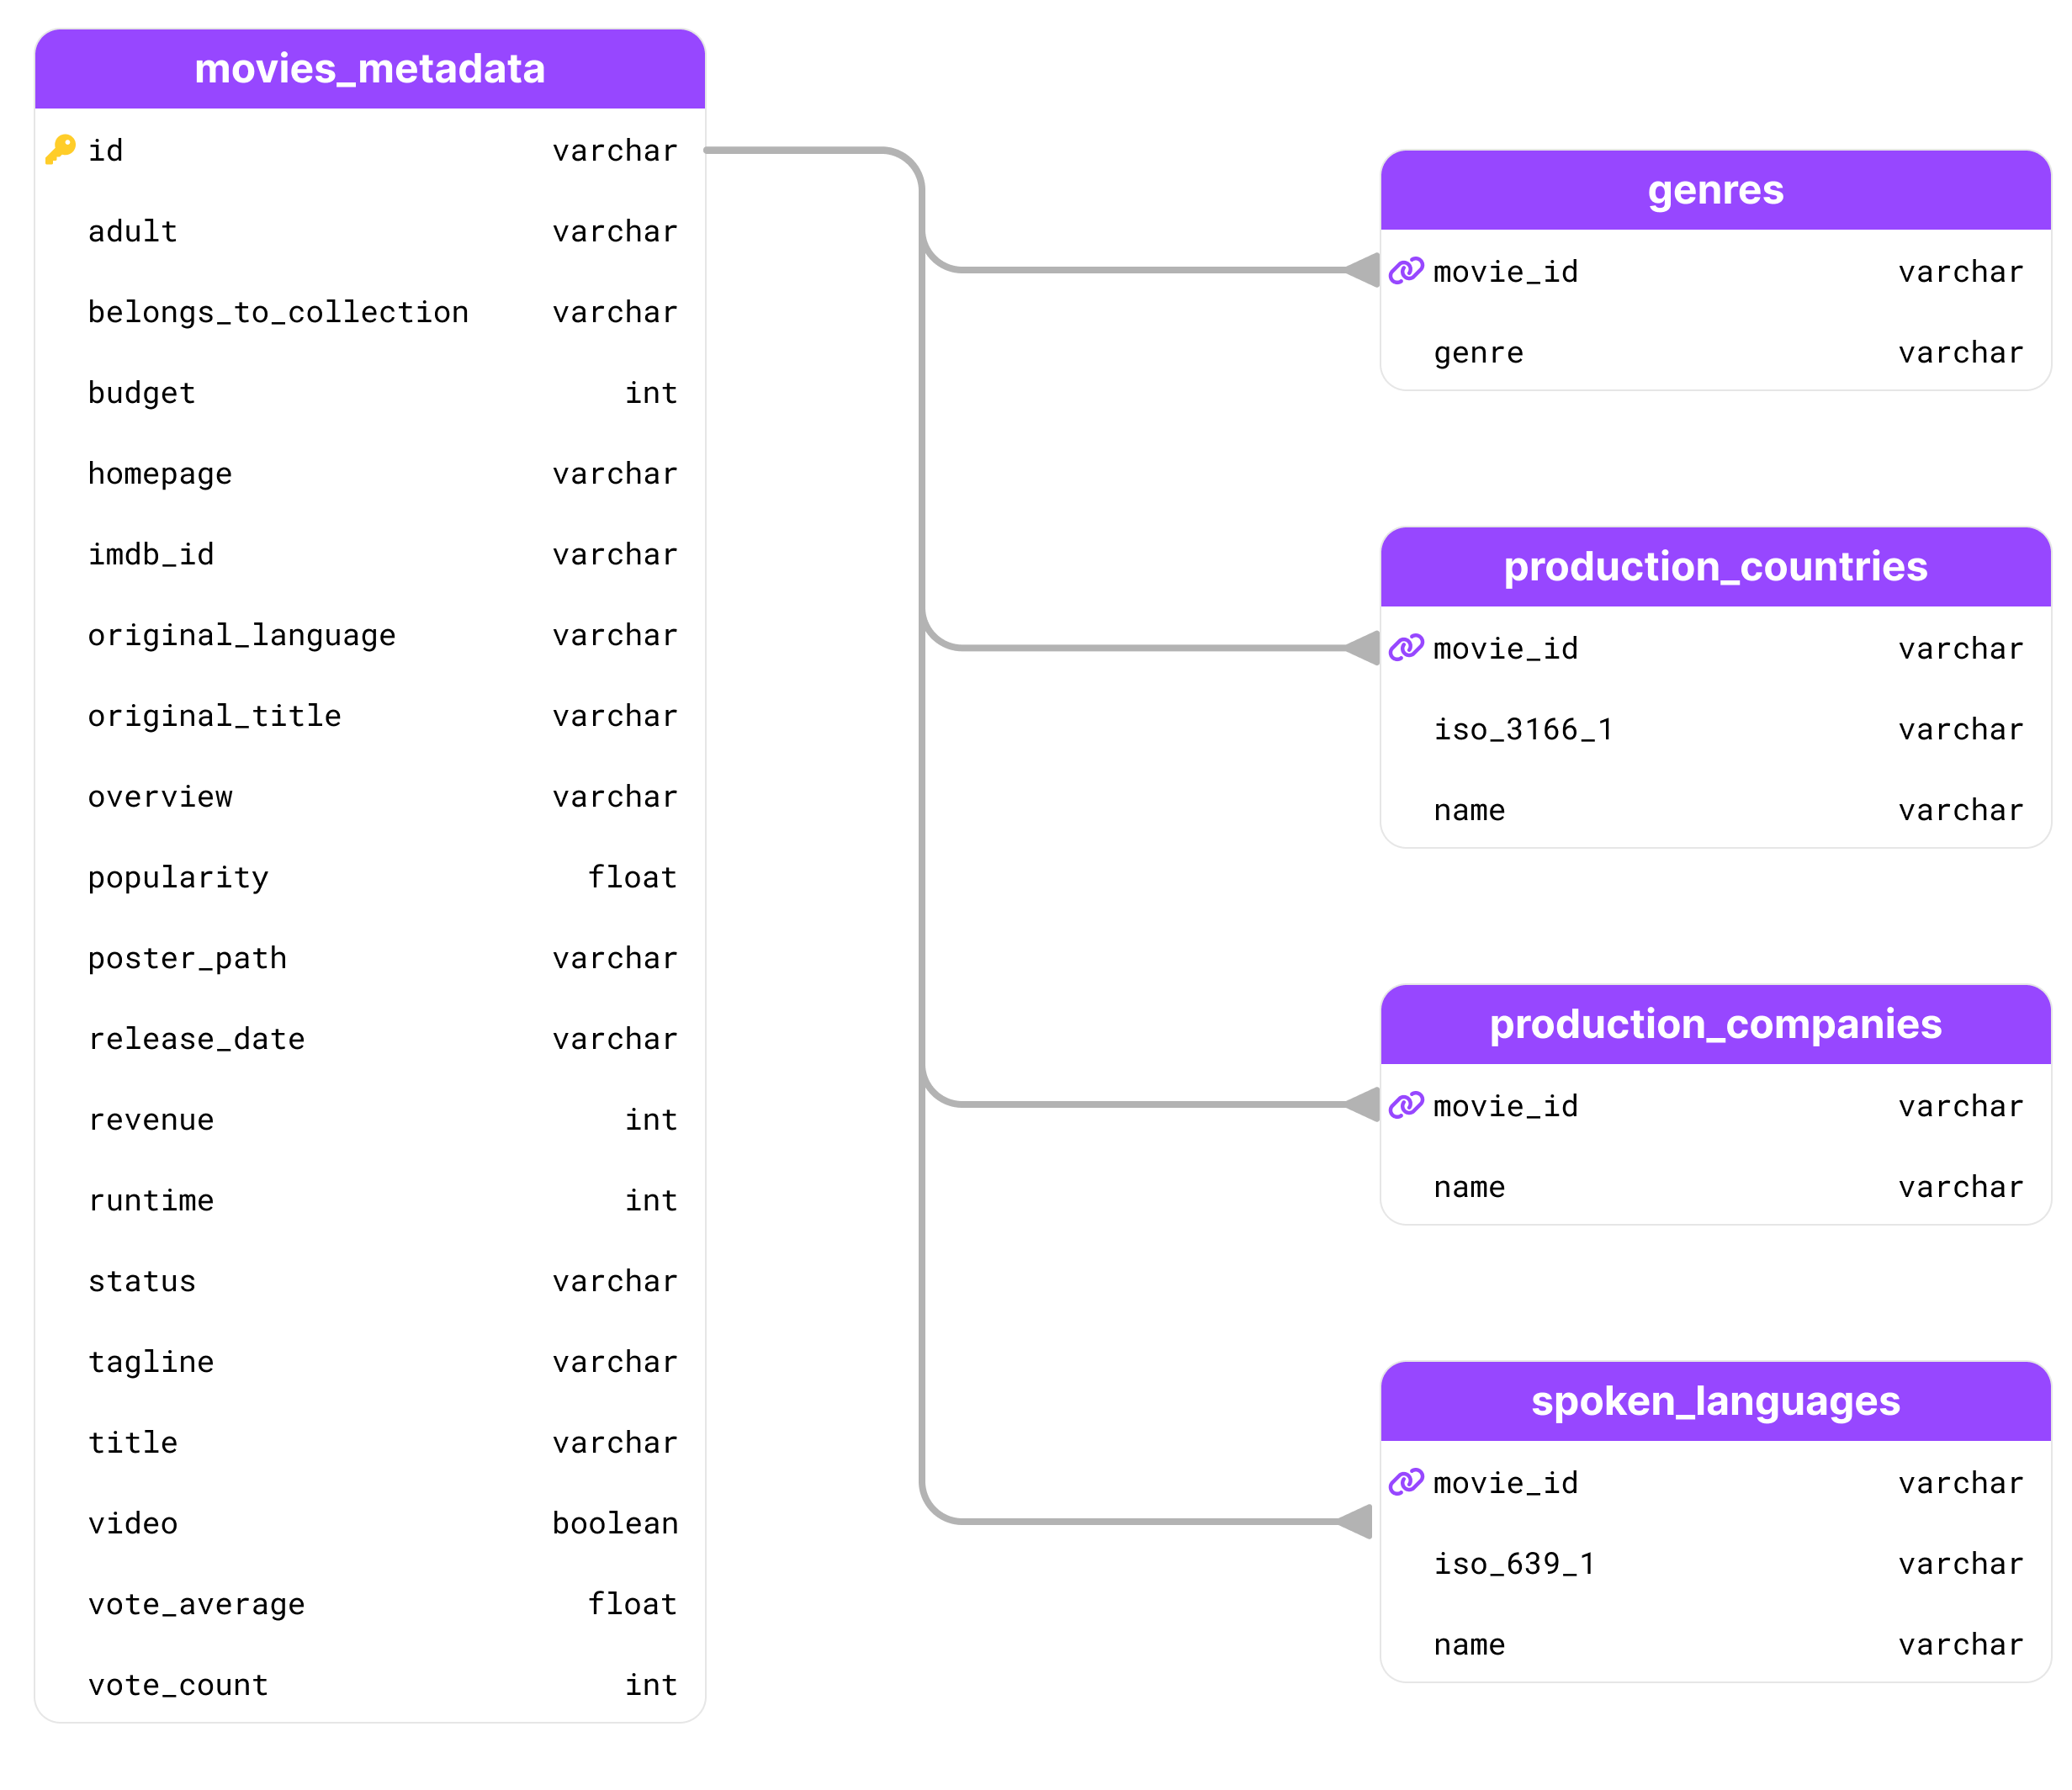 movies_metadata
id varchar
adult varchar
belongs_to_collection varchar
budget int
homepage varchar
imdb_id varchar
original_language varchar
original_title varchar
overview varchar
popularity float
poster_path varchar
release_date varchar
revenue int
runtime int
status varchar
tagline varchar
title varchar
video boolean
vote_average float
vote_count int
genres
movie_id varchar
genre varchar
production_countries
movie_id varchar
iso_3166_1 varchar
name varchar
production_companies
movie_id varchar
name varchar
spoken_languages
movie_id varchar
iso_639_1 varchar
name varchar